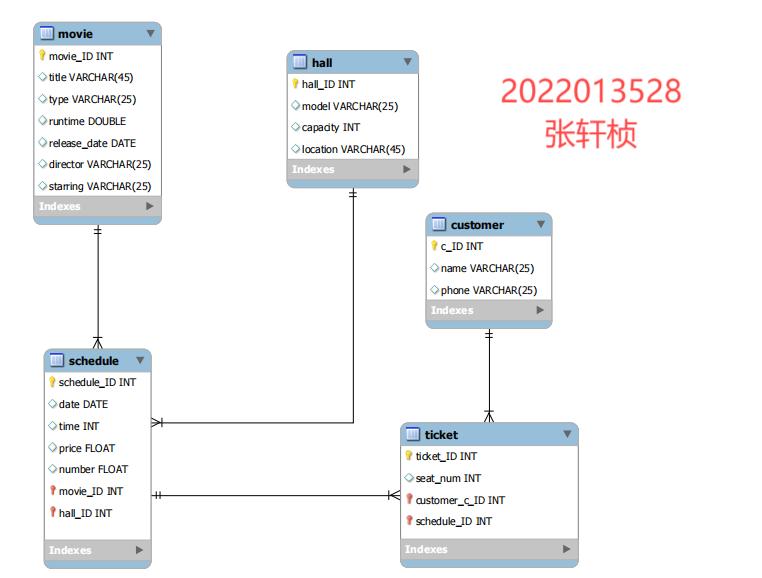 movie
movie_ID INT
title VARCHAR(45)
type VARCHAR(25)
runtime DOUBLE
release_date DATE
director VARCHAR(25)
starring VARCHAR(25)
Indexes
hall
hall_ID INT
model VARCHAR(25)
capacity INT
location VARCHAR(45)
Indexes
2022013528
张轩桢
customer
c_ID INT
name VARCHAR(25)
phone VARCHAR(25)
Indexes
schedule
schedule_ID INT
date DATE
time INT
price FLOAT
number FLOAT
movie_ID INT
hall_ID INT
Indexes
ticket
ticket_ID INT
seat_num INT
customer_c_ID INT
schedule_ID INT
Indexes